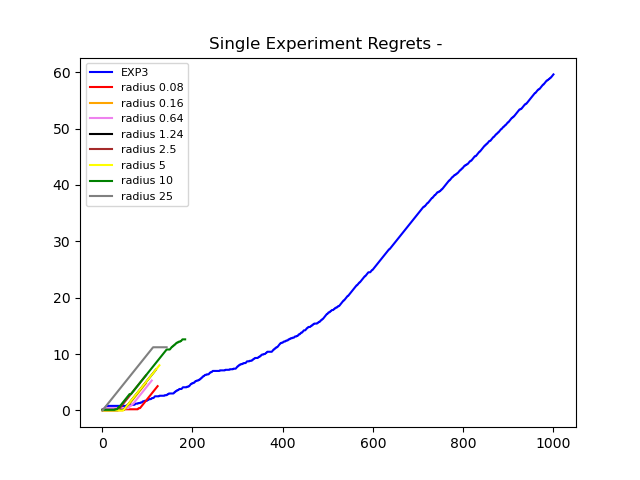 Single Experiment Regrets -
EXP3
radius 0.08
radius 0.16
radius 0.64
radius 1.24
radius 2.5
radius 5
radius 10
radius 25
60
50
40
30
20
10
0
0 200 400 600 800 1000